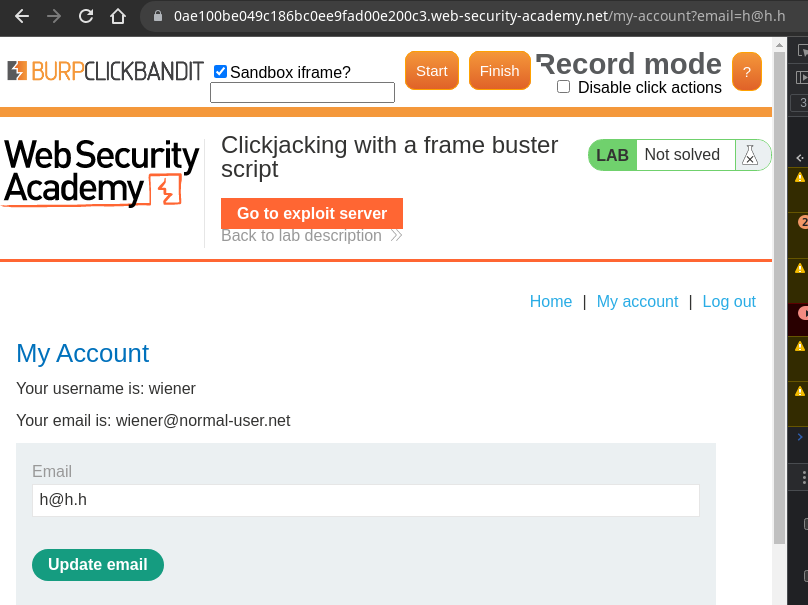 0ae100be049c186bc0ee9fad00e200c3.web-security-academy.net/my-account?email=h@h.h
BURPCLICKBANDIT
Sandbox iframe?
Start
Finish
Record mode
Disable click actions
?
Web Security
Academy
Clickjacking with a frame buster
script
LAB
Not solved
Go to exploit server
Back to lab description
Home | My account | Log out
My Account
Your username is: wiener
Your email is: wiener@normal-user.net
Email
h@h.h
Update email